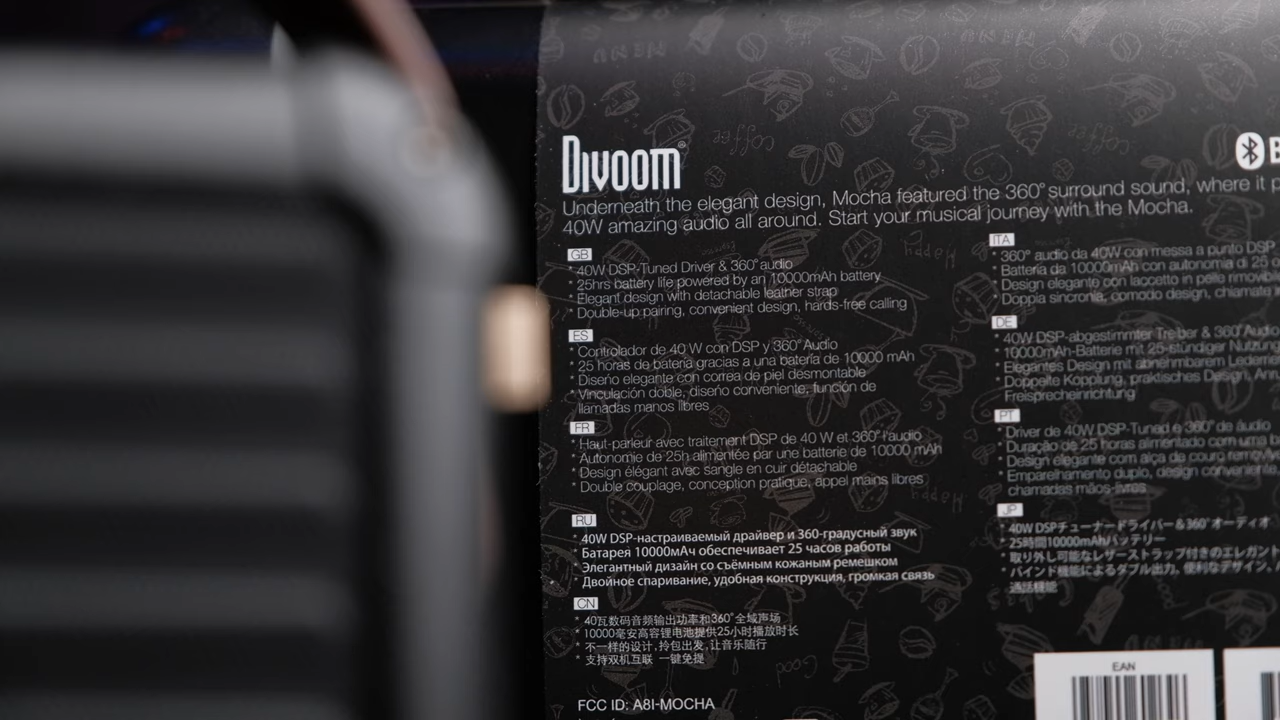 Divoom
Underneath the elegant design, Mocha featured the 360° surround sound, where it
40W amazing audio all around. Start your musical journey with the Mocha.
GB
* 40W DSP-Tuned Driver & 360° audio
* 25hrs battery life powered by an 10000mAh battery
* Elegant design with detachable leather strap
* Double-up pairing, convenient design, hands-free calling
ES
* Controlador de 40 W con DSP y 360° Audio
* 25 horas de batería gracias a una batería de 10000 mAh
* Diseño elegante con correa de piel desmontable
* Vinculación doble, diseño conveniente, función de
llamadas manos libres
FR
* Haut-parleur avec traitement DSP de 40 W et 360° l'audio
* Autonomie de 25h alimentée par une batterie de 10000 mAh
* Design élégant avec sangle en cuir détachable
* Double couplage, conception pratique, appel mains libres
RU
* 40W DSP-настраиваемый драйвер и 360-градусный звук
* Батарея 10000мАч обеспечивает 25 часов работы
* Элегантный дизайн со съёмным кожаным ремешком
* Двойное спаривание, удобная конструкция, громкая связь
CN
* 40瓦数码音频输出功率和360°全域声场
* 10000毫安高容锂电池提供25小时播放时长
* 不一样的设计，拎包出发，让音乐随行
* 支持双机互联 一键免提
FCC ID: A8I-MOCHA
ITA
* 360° audio da 40W con messa a punto DSP
* Batteria da 10000mAh con autonomia di 25
* Design elegante con laccetto in pelle
* Doppia sincronia, comodo design, chiamate
DE
* 40W DSP-abgestimmter Treiber & 360° Audio
* 10000mAh-Batterie mit 25-stündiger Nutzung
* Elegantes Design mit abnehmbarem
* Doppelte Kopplung, praktisches Design,
Freisprecheinrichtung
PT
* Driver de 40W DSP-Tuned e 360° de áudio
* Duração de 25 horas alimentado com uma
* Design elegante com alça de couro
* Emparelhamento duplo, design conveniente,
chamadas mãos-livres
JP
* 40W DSPチューナードライバー＆360°オーディオ
* 25時間10000mAhバッテリー
* 取り外し可能なレザーストラップ付きのエレガント
* バインド機能によるダブル出力、便利なデザイン、
通話機能
EAN